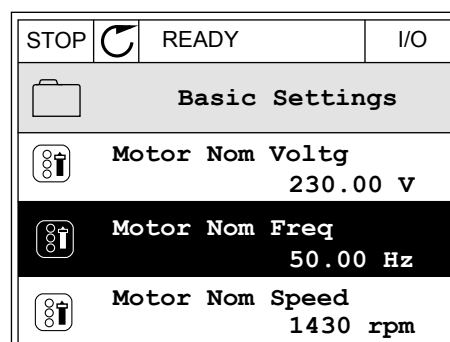 STOP READY I/O
Basic Settings
Motor Nom Voltg
230.00 V
Motor Nom Freq
50.00 Hz
Motor Nom Speed
1430 rpm